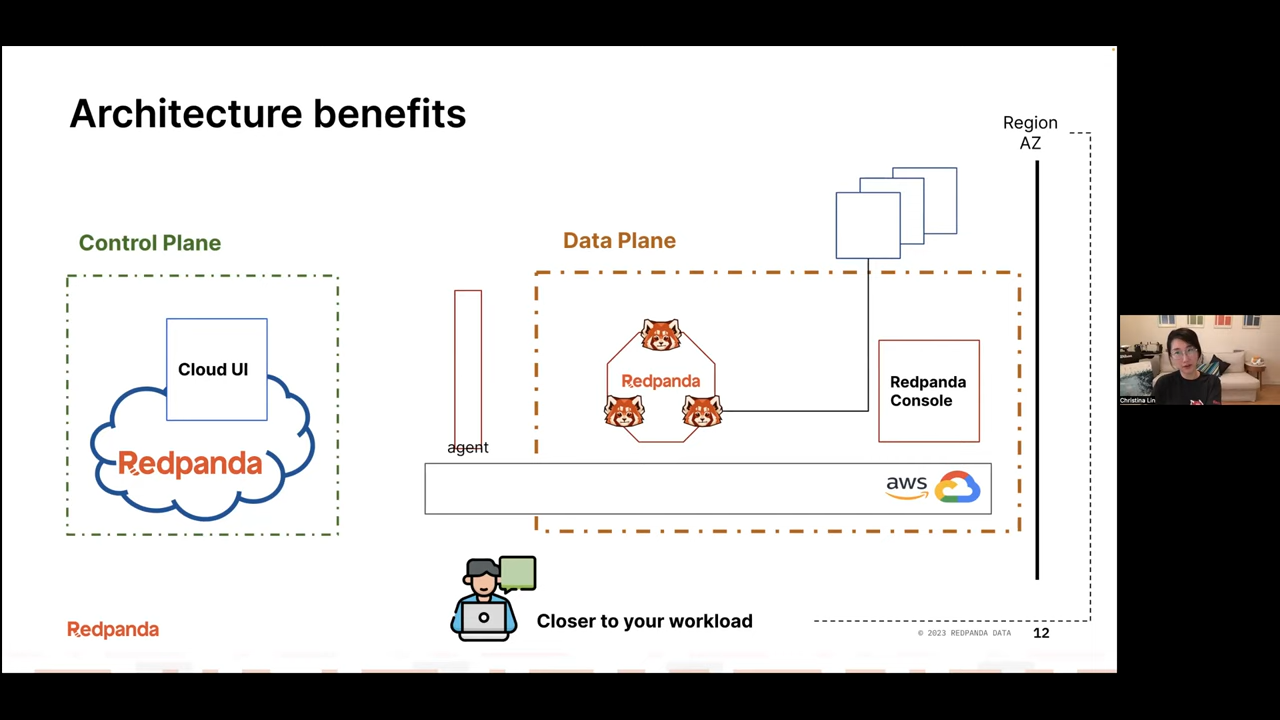 Architecture benefits
Region
AZ
Control Plane
Data Plane
Cloud UI
Redpanda
agent
Redpanda
Redpanda
Console
aws
Closer to your workload
Redpanda
© 2023 REDPANDA DATA
12
Christina Lin